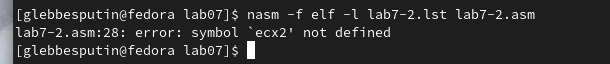 [glebbesputin@fedora lab07]$ nasm -f elf -l lab7-2.lst lab7-2.asm
lab7-2.asm:28: error: symbol `ecx2' not defined
[glebbesputin@fedora lab07]$